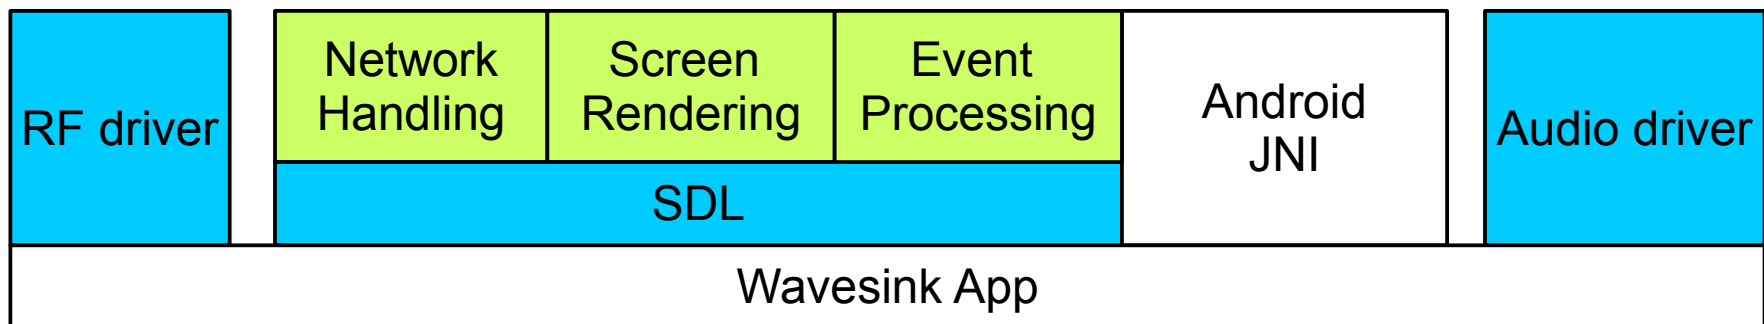 RF driver
Network
Handling
Screen
Rendering
Event
Processing
SDL
Android
JNI
Audio driver
Wavesink App